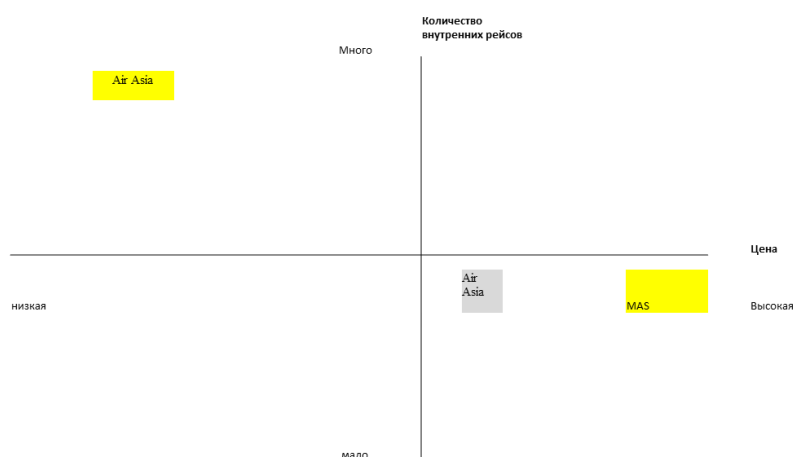 Количество
внутренних рейсов
Много
Air Asia
Цена
Air
Asia
MAS
низкая
Высокая
мало